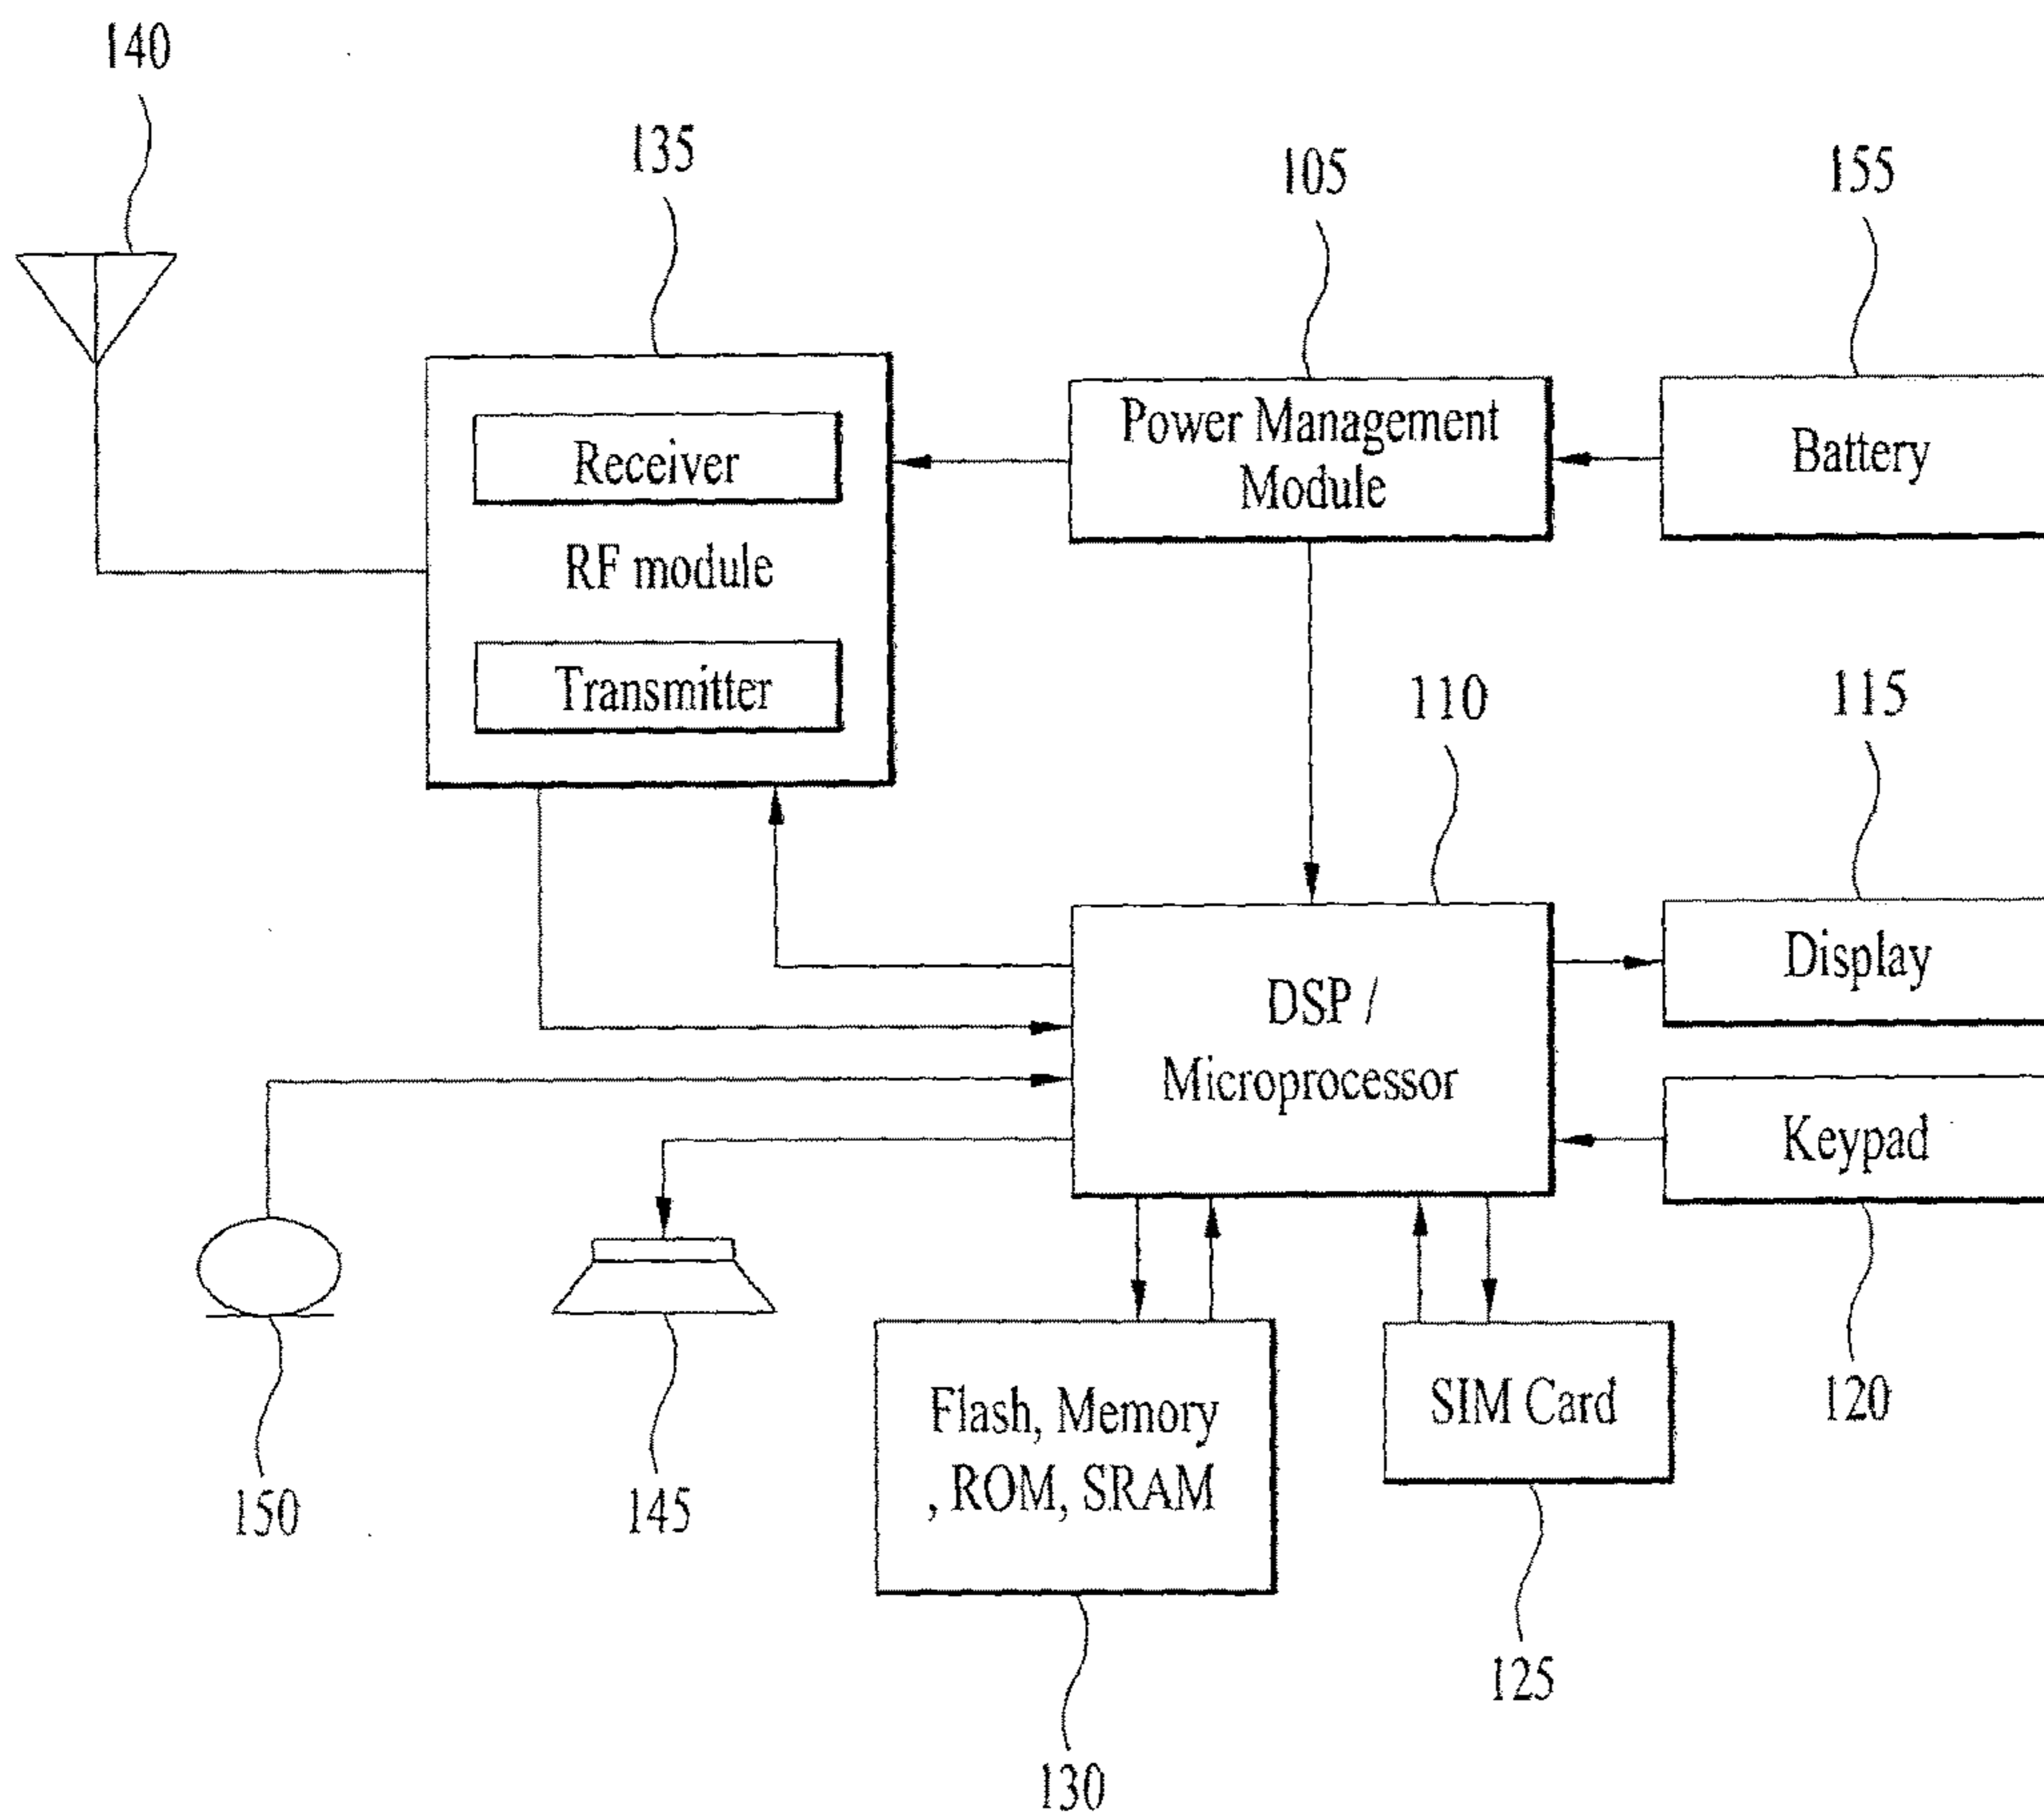 140
135
105
155
Receiver
RF module
Transmitter
Power Management
Module
Battery
110
115
DSP /
Microprocessor
Display
Keypad
120
150
145
Flash, Memory
, ROM, SRAM
SIM Card
125
130